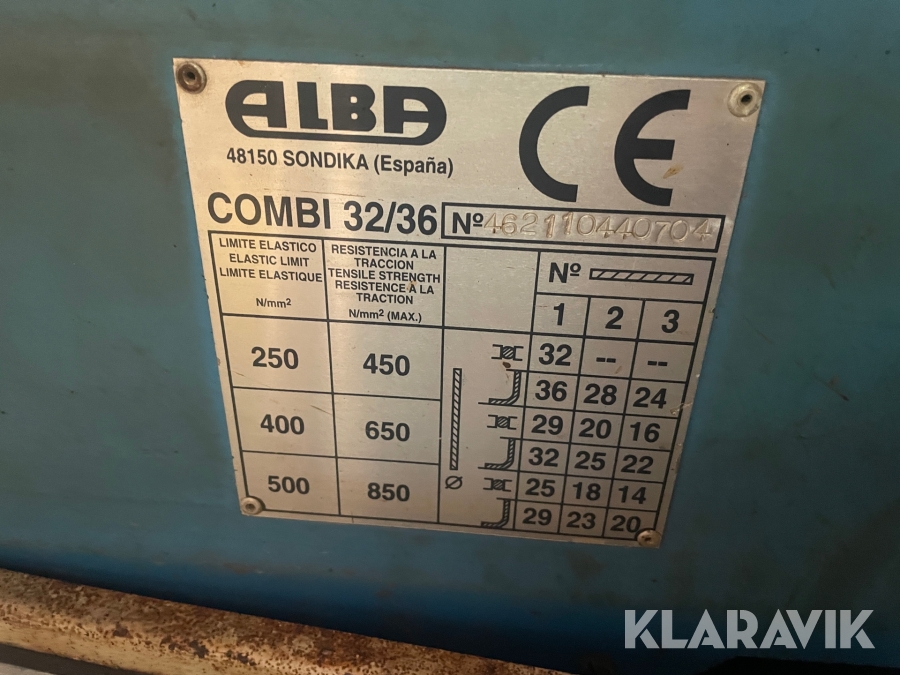 ALBA
CE
48150 SONDIKA (España)
COMBI 32/36
Nº 462110440704
LIMITE ELASTICO
ELASTIC LIMIT
LIMITE ELASTIQUE
N/mm²
RESISTENCIA A LA
TRACCION
TENSILE STRENGTH
RESISTENCE À LA
TRACTION
N/mm² (MAX.)
Nº
1 2 3
250 450
32 -- --
36 28 24
400 650
29 20 16
32 25 22
500 850
Ø
25 18 14
29 23 20
KLARAVIK